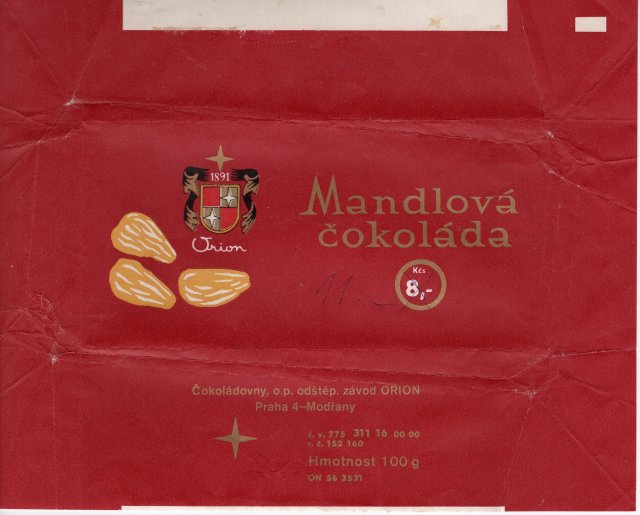 1891
Orion
Mandlová
čokoláda
Kčs
8,-
11.-
Čokoládovny, o.p. odštěp. závod ORION
Praha 4-Modřany
č. v. 775 311 16 00 00
r. č. 152 160
Hmotnost 100 g
ON 56 3531